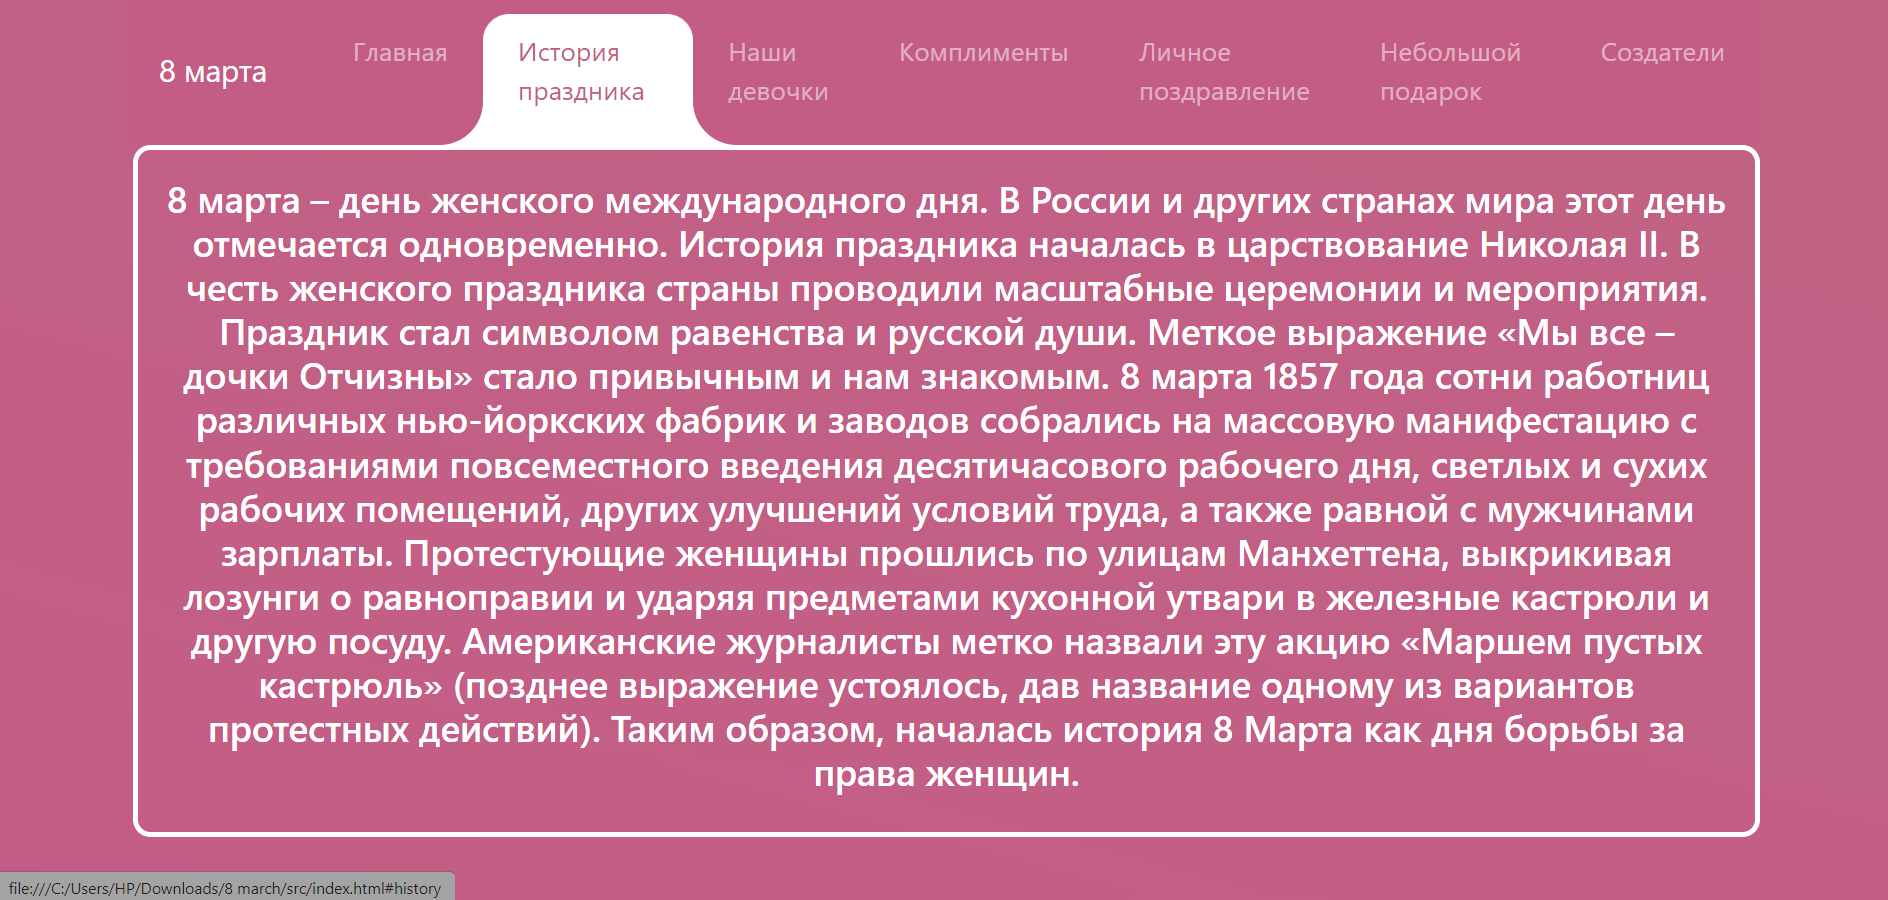 8 марта
Главная
История
праздника
Наши
девочки
Комплименты
Личное
поздравление
Небольшой
подарок
Создатели
8 марта – день женского международного дня. В России и других странах мира этот день
отмечается одновременно. История праздника началась в царствование Николая II. В
честь женского праздника страны проводили масштабные церемонии и мероприятия.
Праздник стал символом равенства и русской души. Меткое выражение «Мы все –
дочки Отчизны» стало привычным и нам знакомым. 8 марта 1857 года сотни работниц
различных нью-йоркских фабрик и заводов собрались на массовую манифестацию с
требованиями повсеместного введения десятичасового рабочего дня, светлых и сухих
рабочих помещений, других улучшений условий труда, а также равной с мужчинами
зарплаты. Протестующие женщины прошлись по улицам Манхеттена, выкрикивая
лозунги о равноправии и ударяя предметами кухонной утвари в железные кастрюли и
другую посуду. Американские журналисты метко назвали эту акцию «Маршем пустых
кастрюль» (позднее выражение устоялось, дав название одному из вариантов
протестных действий). Таким образом, началась история 8 Марта как дня борьбы за
права женщин.
file:///C:/Users/HP/Downloads/8 march/src/index.html#history